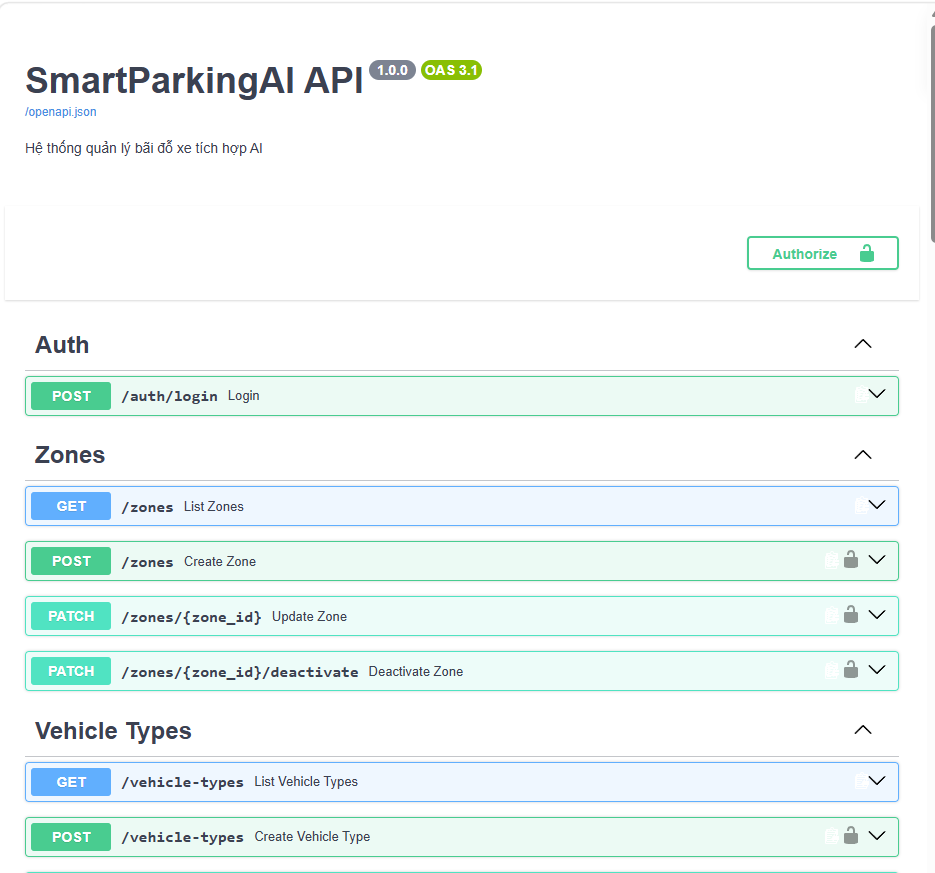 SmartParkingAI API 1.0.0 OAS 3.1
/openapi.json
Hệ thống quản lý bãi đỗ xe tích hợp AI
Authorize
Auth
POST /auth/login Login
Zones
GET /zones List Zones
POST /zones Create Zone
PATCH /zones/{zone_id} Update Zone
PATCH /zones/{zone_id}/deactivate Deactivate Zone
Vehicle Types
GET /vehicle-types List Vehicle Types
POST /vehicle-types Create Vehicle Type